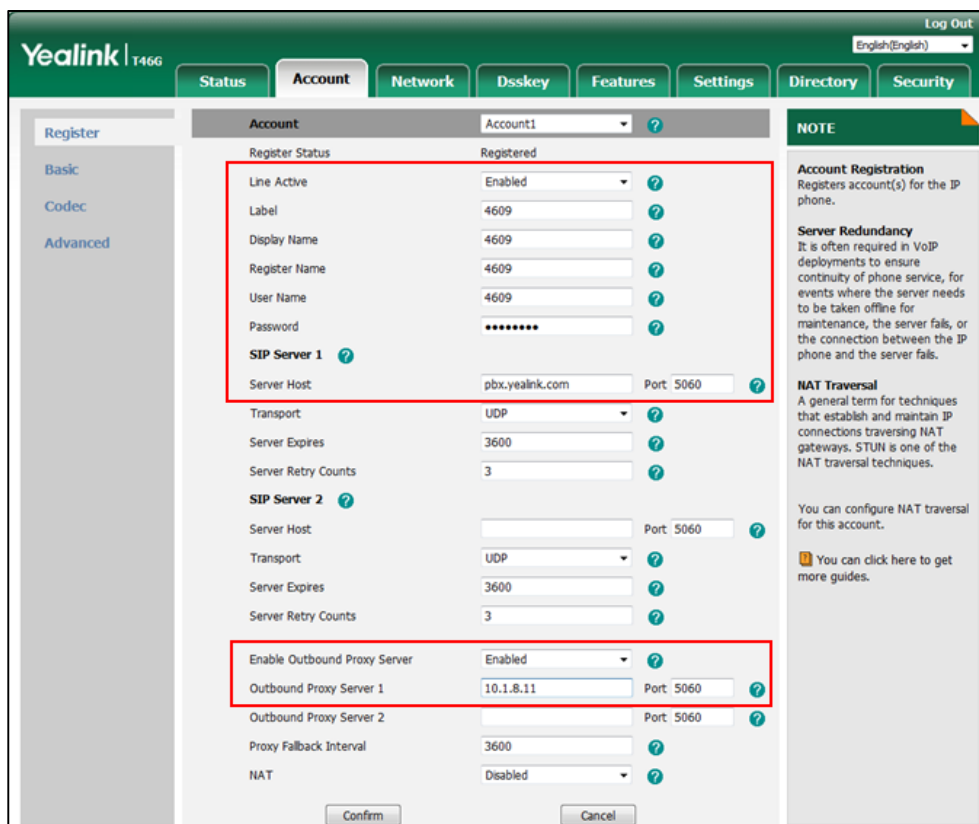 Log Out
Yealink | T46G
English(English)
Status Account Network Dsskey Features Settings Directory Security
Register
Basic
Codec
Advanced
Account Account1
Register Status Registered
Line Active Enabled
Label 4609
Display Name 4609
Register Name 4609
User Name 4609
Password ••••••••
SIP Server 1
Server Host pbx.yealink.com Port 5060
Transport UDP
Server Expires 3600
Server Retry Counts 3
SIP Server 2
Server Host Port 5060
Transport UDP
Server Expires 3600
Server Retry Counts 3
Enable Outbound Proxy Server Enabled
Outbound Proxy Server 1 10.1.8.11 Port 5060
Outbound Proxy Server 2 Port 5060
Proxy Fallback Interval 3600
NAT Disabled
Confirm Cancel
NOTE
Account Registration
Registers account(s) for the IP
phone.
Server Redundancy
It is often required in VoIP
deployments to ensure
continuity of phone service, for
events where the server needs
to be taken offline for
maintenance, the server fails, or
the connection between the IP
phone and the server fails.
NAT Traversal
A general term for techniques
that establish and maintain IP
connections traversing NAT
gateways. STUN is one of the
NAT traversal techniques.
You can configure NAT traversal
for this account.
You can click here to get
more guides.